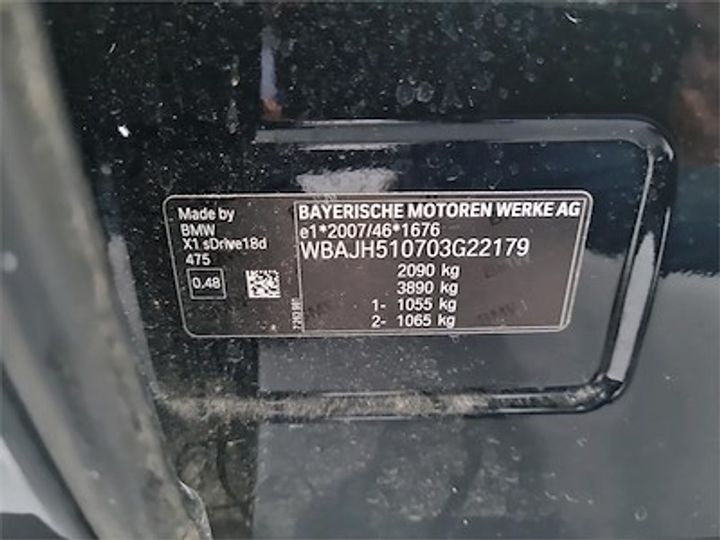 Made by
BMW
X1 sDrive18d
475
0.48
BAYERISCHE MOTOREN WERKE AG
e1*2007/46*1676
WBAJH510703G22179
2090 kg
3890 kg
1- 1055 kg
2- 1065 kg